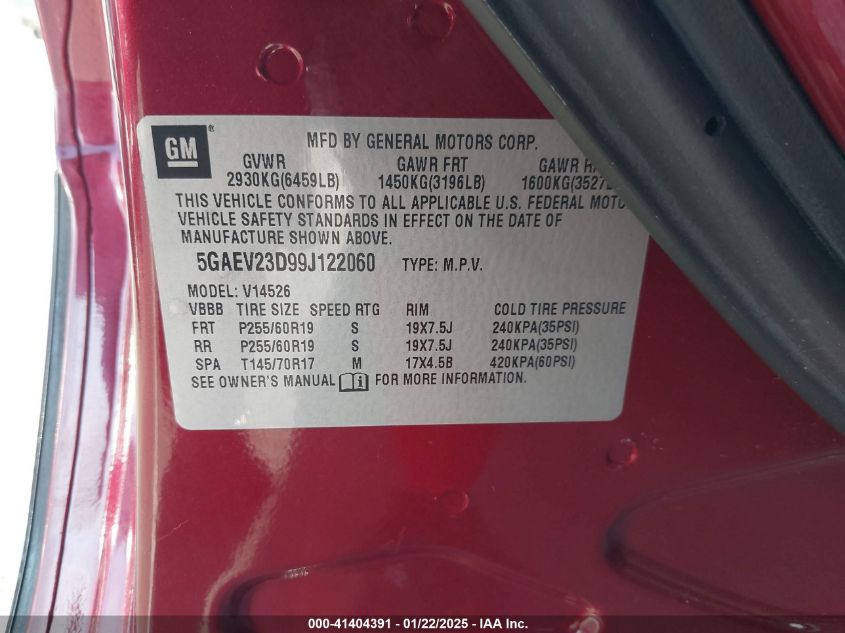 GM®
MFD BY GENERAL MOTORS CORP.
GVWR GAWR FRT GAWR
2930KG(6459LB) 1450KG(3196LB) 1600KG(3527L
THIS VEHICLE CONFORMS TO ALL APPLICABLE U.S. FEDERAL MOTO
VEHICLE SAFETY STANDARDS IN EFFECT ON THE DATE OF
MANUFACTURE SHOWN ABOVE.
5GAEV23D99J122060 TYPE: M.P.V.
MODEL: V14526
VBBB TIRE SIZE SPEED RTG RIM COLD TIRE PRESSURE
FRT P255/60R19 S 19X7.5J 240KPA(35PSI)
RR P255/60R19 S 19X7.5J 240KPA(35PSI)
SPA T145/70R17 M 17X4.5B 420KPA(60PSI)
SEE OWNER'S MANUAL FOR MORE INFORMATION.
000-41404391 - 01/22/2025 - IAA Inc.